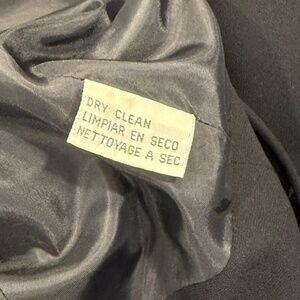 DRY CLEAN
LIMPIAR EN SECO
NETTOYAGE A SEC